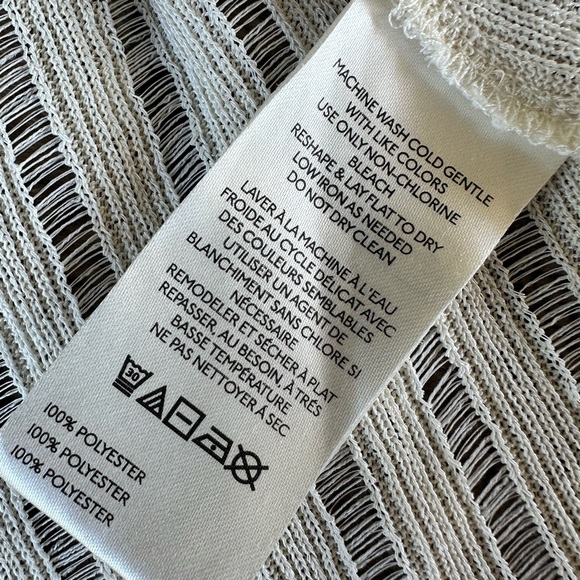 MACHINE WASH COLD GENTLE
WITH LIKE COLORS
USE ONLY NON-CHLORINE
BLEACH
RESHAPE & LAY FLAT TO DRY
LOW IRON AS NEEDED
DO NOT DRY CLEAN
LAVER À LA MACHINE À L'EAU
FROIDE AU CYCLE DÉLICAT AVEC
DES COULEURS SEMBLABLES
UTILISER UN AGENT DE
BLANCHIMENT SANS CHLORE SI
NÉCESSAIRE
REMODELER ET SÉCHER À PLAT
REPASSER, AU BESOIN, À TRÉS
BASSE TEMPÉRATURE
NE PAS NETTOYER À SEC
30
100% POLYESTER
100% POLYESTER
100% POLYESTER